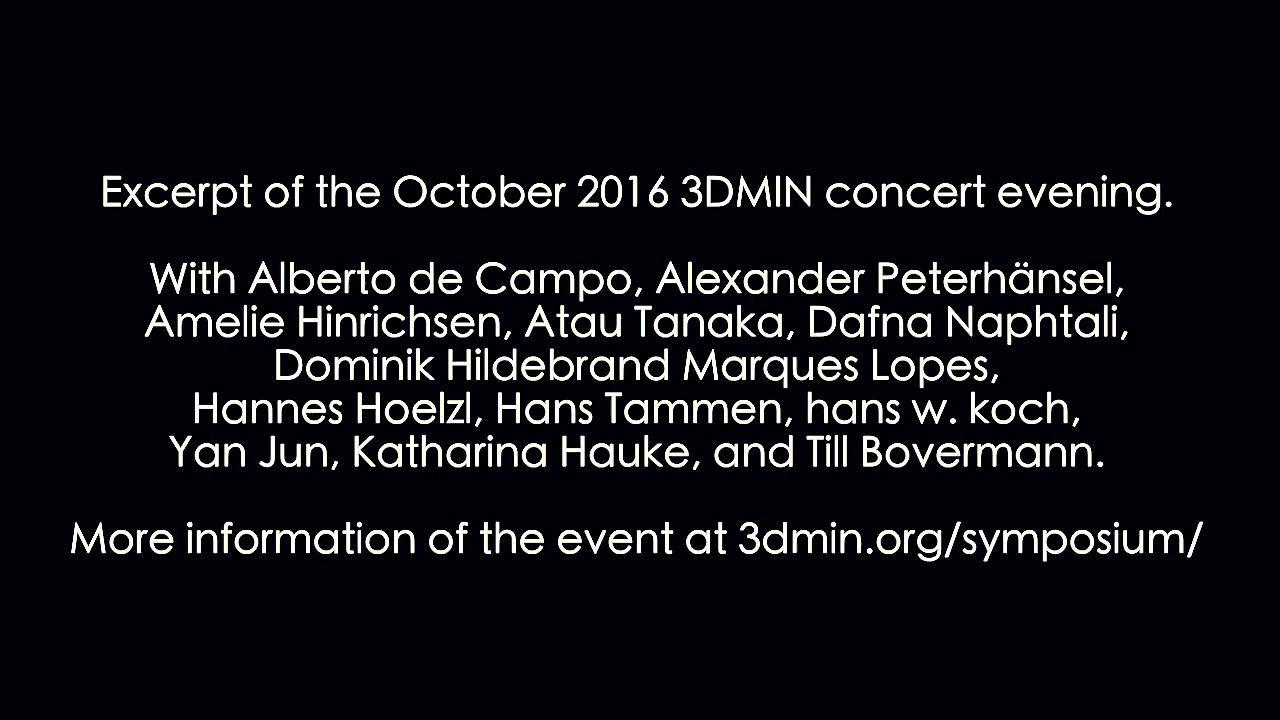 Excerpt of the October 2016 3DMIN concert evening.
With Alberto de Campo, Alexander Peterhänsel,
Amelie Hinrichsen, Atau Tanaka, Dafna Naphtali,
Dominik Hildebrand Marques Lopes,
Hannes Hoelzl, Hans Tammen, hans w. koch,
Yan Jun, Katharina Hauke, and Till Bovermann.
More information of the event at 3dmin.org/symposium/